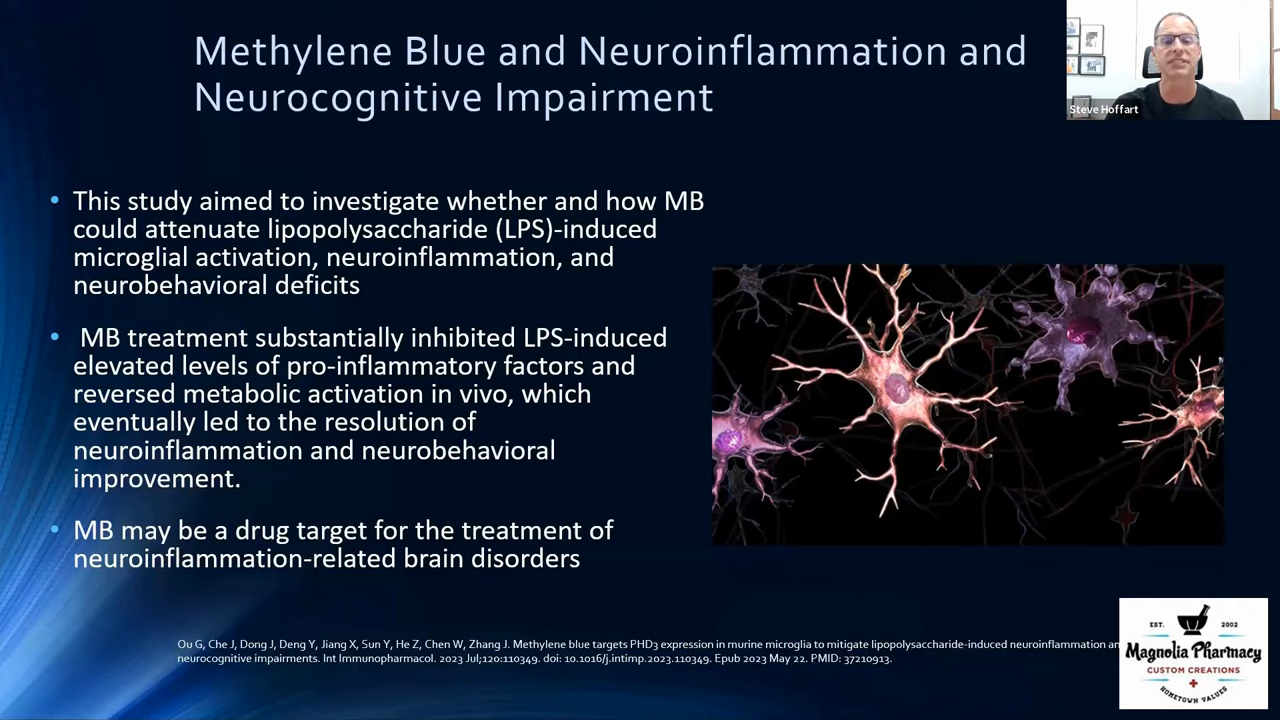 Methylene Blue and Neuroinflammation and
Neurocognitive Impairment
Steve Hoffart
• This study aimed to investigate whether and how MB
could attenuate lipopolysaccharide (LPS)-induced
microglial activation, neuroinflammation, and
neurobehavioral deficits
• MB treatment substantially inhibited LPS-induced
elevated levels of pro-inflammatory factors and
reversed metabolic activation in vivo, which
eventually led to the resolution of
neuroinflammation and neurobehavioral
improvement.
• MB may be a drug target for the treatment of
neuroinflammation-related brain disorders
Ou G, Che J, Dong J, Deng Y, Jiang X, Sun Y, He Z, Chen W, Zhang J. Methylene blue targets PHD3 expression in murine microglia to mitigate lipopolysaccharide-induced neuroinflammation an
neurocognitive impairments. Int Immunopharmacol. 2023 Jul;120:110349. doi: 10.1016/j.intimp.2023.110349. Epub 2023 May 22. PMID: 37210913.
EST. 2002
Magnolia Pharmacy
CUSTOM CREATIONS
HOMETOWN VALUES